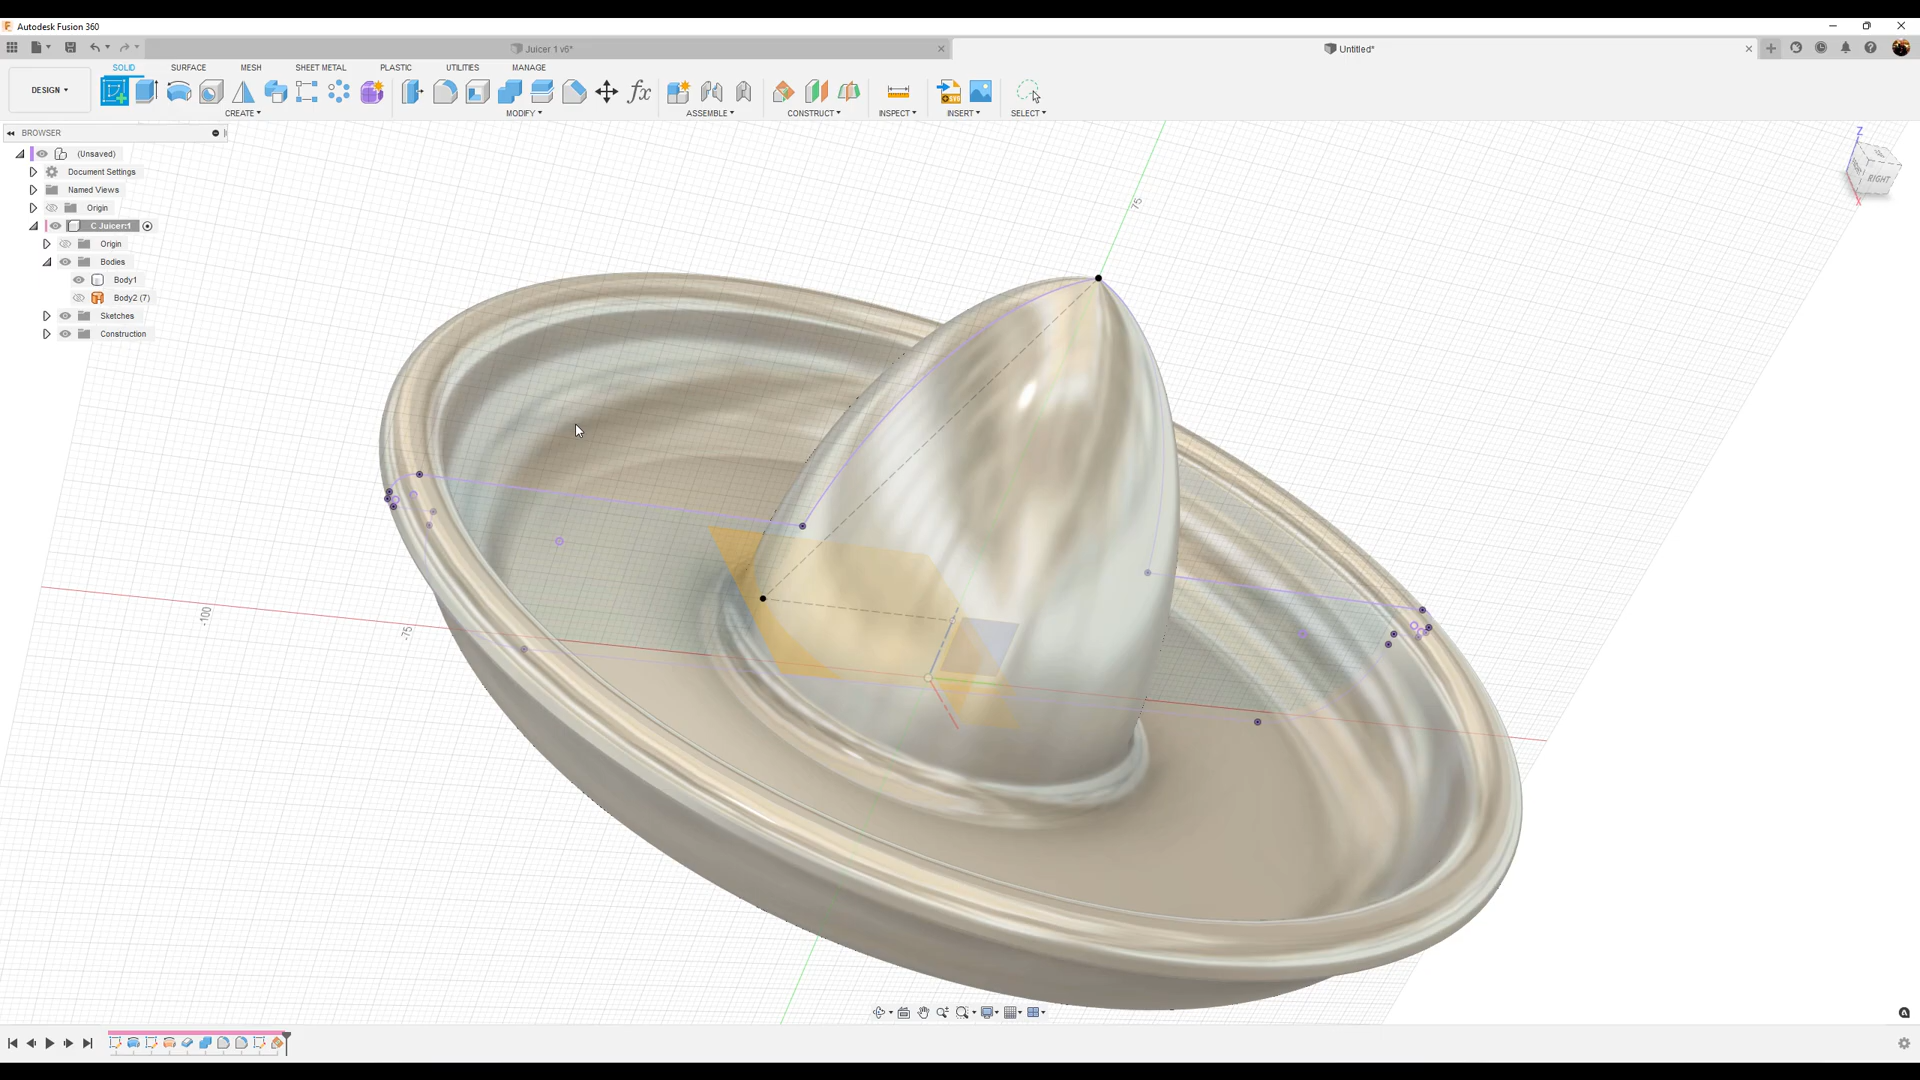 Autodesk Fusion 360
Juicer 1 v6*
Untitled*
SOLID SURFACE MESH SHEET METAL PLASTIC UTILITIES MANAGE
DESIGN
CREATE MODIFY ASSEMBLE CONSTRUCT INSPECT INSERT SELECT
BROWSER
(Unsaved)
Document Settings
Named Views
Origin
C Juicer:1
Origin
Bodies
Body1
Body2 (7)
Sketches
Construction
Z
RIGHT
X
75
-100
-75